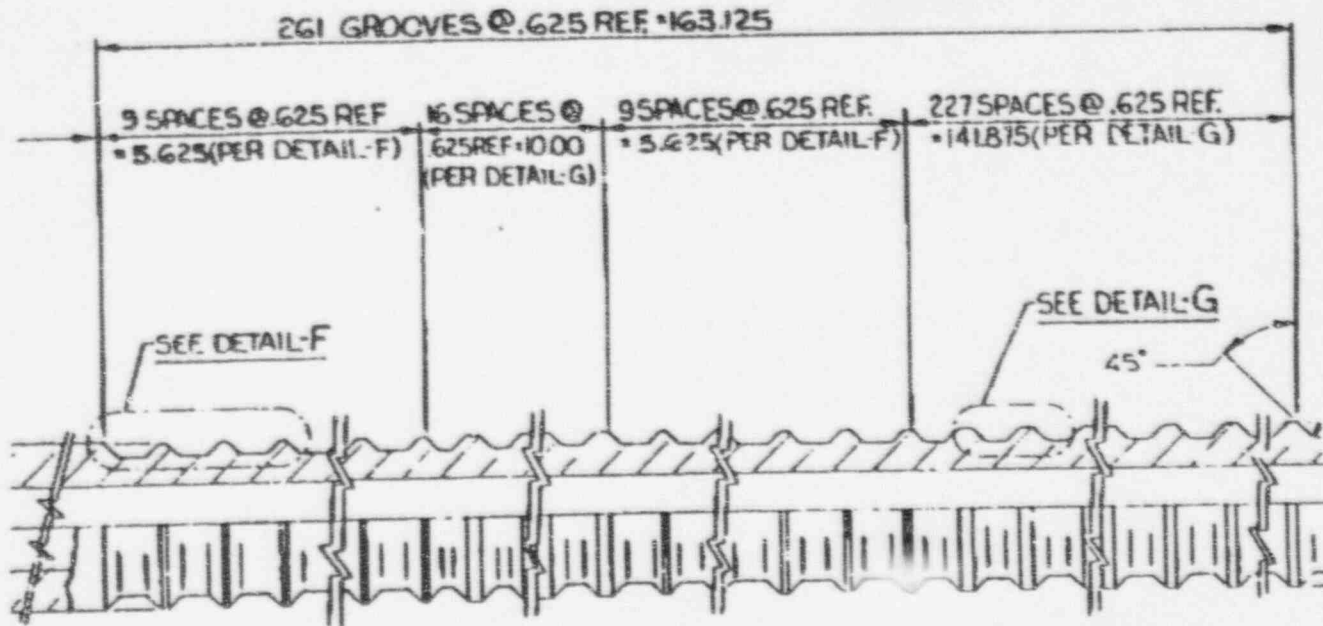 261 GROOVES @ .625 REF. = 163.125
9 SPACES @ .625 REF
= 5.625 (PER DETAIL-F)
16 SPACES @
.625 REF = 10.00
(PER DETAIL-G)
9 SPACES @ .625 REF.
= 5.625 (PER DETAIL-F)
227 SPACES @ .625 REF.
= 141.875 (PER DETAIL-G)
SEE DETAIL-F
SEE DETAIL-G
45°